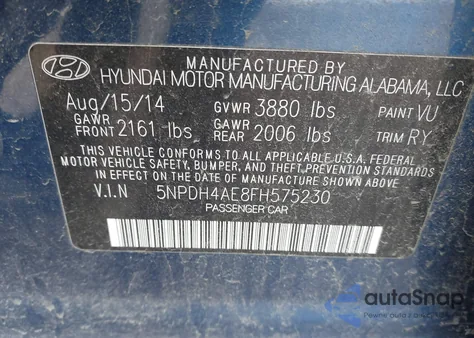 MANUFACTURED BY
HYUNDAI MOTOR MANUFACTURING ALABAMA, LLC
Aug/15/14 GVWR 3880 lbs PAINT VU
GAWR FRONT 2161 lbs GAWR REAR 2006 lbs TRIM RY
THIS VEHICLE CONFORMS TO ALL APPLICABLE U.S.A. FEDERAL
MOTOR VEHICLE SAFETY, BUMPER, AND THEFT PREVENTION
STANDARDS IN EFFECT ON THE DATE OF MANUFACTURE SHOWN ABOVE.
V.I.N 5NPDH4AE8FH575230
PASSENGER CAR
autoSnap